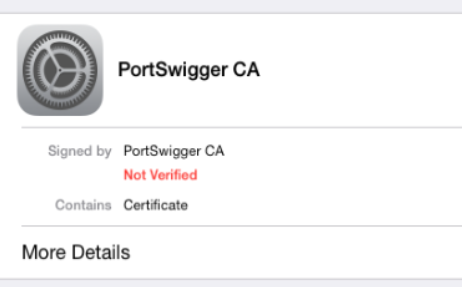 PortSwigger CA
Signed by PortSwigger CA
Not Verified
Contains Certificate
More Details